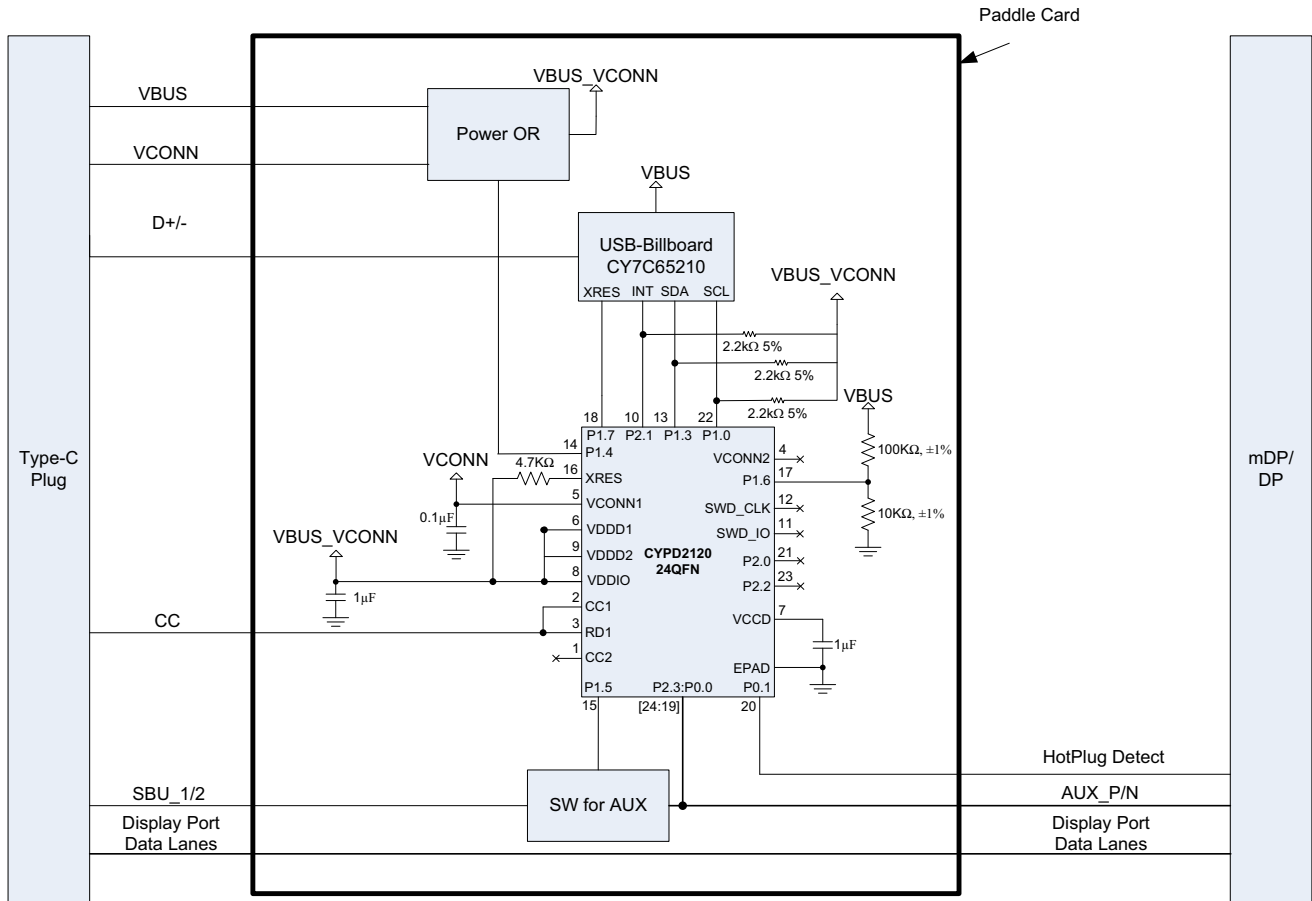 Paddle Card
VBUS
VCONN
D+/-
Power OR
VBUS_VCONN
VBUS
USB-Billboard
CY7C65210
XRES INT SDA SCL
VBUS_VCONN
2.2kΩ 5%
2.2kΩ 5%
2.2kΩ 5%
VBUS
100KΩ, ±1%
10KΩ, ±1%
Type-C
Plug
mDP/
DP
18 10 13 22
P1.7 P2.1 P1.3 P1.0
14 P1.4
4.7KΩ
16 XRES
VCONN
5 VCONN1
0.1µF
6 VDDD1
VBUS_VCONN
9 VDDD2
8 VDDIO
1µF
2 CC1
CC
3 RD1
1 CC2
CYPD2120
24QFN
VCONN2 4
P1.6 17
SWD_CLK 12
SWD_IO 11
P2.0 21
P2.2 23
VCCD 7
1µF
EPAD
P1.5 P2.3:P0.0 P0.1
15 [24:19] 20
HotPlug Detect
SBU_1/2
SW for AUX
AUX_P/N
Display Port
Data Lanes
Display Port
Data Lanes